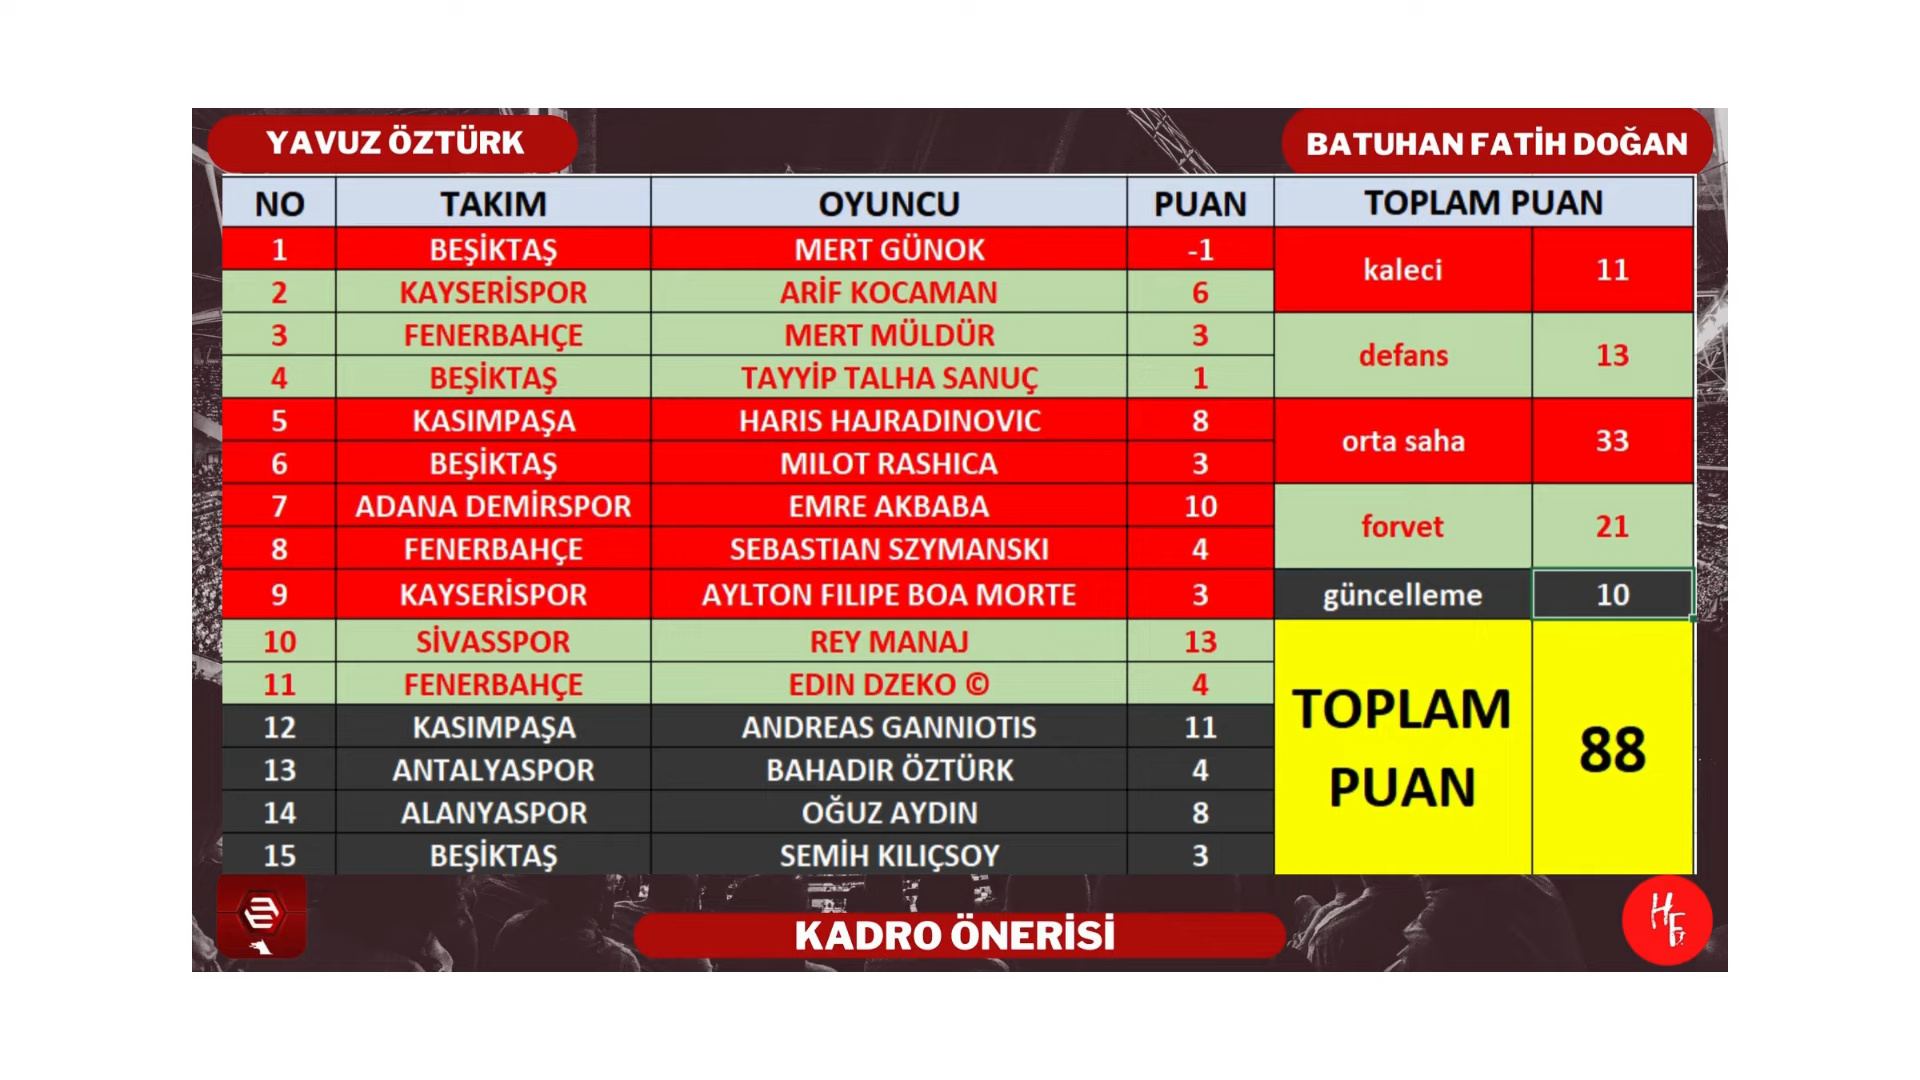 YAVUZ ÖZTÜRK
BATUHAN FATİH DOĞAN
NO TAKIM OYUNCU PUAN TOPLAM PUAN
1 BEŞİKTAŞ MERT GÜNOK -1
kaleci 11
2 KAYSERİSPOR ARİF KOCAMAN 6
3 FENERBAHÇE MERT MÜLDÜR 3
defans 13
4 BEŞİKTAŞ TAYYİP TALHA SANUÇ 1
5 KASIMPAŞA HARIS HAJRADINOVIC 8
orta saha 33
6 BEŞİKTAŞ MILOT RASHICA 3
7 ADANA DEMİRSPOR EMRE AKBABA 10
forvet 21
8 FENERBAHÇE SEBASTIAN SZYMANSKI 4
9 KAYSERİSPOR AYLTON FILIPE BOA MORTE 3 güncelleme 10
10 SİVASSPOR REY MANAJ 13
11 FENERBAHÇE EDIN DZEKO © 4
12 KASIMPAŞA ANDREAS GANNIOTIS 11
13 ANTALYASPOR BAHADIR ÖZTÜRK 4
14 ALANYASPOR OĞUZ AYDIN 8
15 BEŞİKTAŞ SEMİH KILIÇSOY 3
TOPLAM
PUAN
88
KADRO ÖNERİSİ
HF